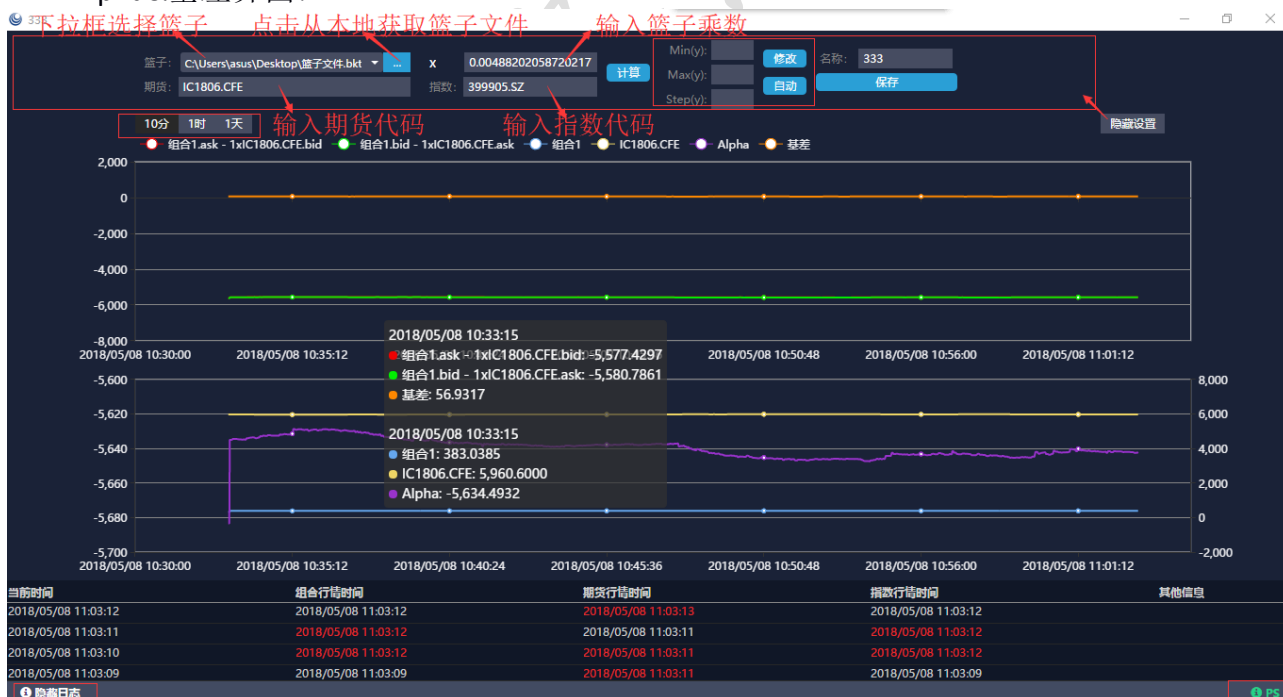 333
下拉框选择篮子 点击从本地获取篮子文件 输入篮子乘数
篮子: C:\Users\asus\Desktop\篮子文件.bkt ... x 0.00488202058720217 计算 Min(y): 修改 名称: 333
期货: IC1806.CFE 指数: 399905.SZ Max(y): 自动 保存
Step(y):
输入期货代码 输入指数代码
10分 1时 1天 隐藏设置
组合1.ask - 1xIC1806.CFE.bid 组合1.bid - 1xIC1806.CFE.ask 组合1 IC1806.CFE Alpha 基差
2,000
0
-2,000
-4,000
-6,000
-8,000
2018/05/08 10:30:00 2018/05/08 10:35:12 2018/05/08 10:50:48 2018/05/08 10:56:00 2018/05/08 11:01:12
2018/05/08 10:33:15
组合1.ask - 1xIC1806.CFE.bid: -5,577.4297
组合1.bid - 1xIC1806.CFE.ask: -5,580.7861
基差: 56.9317
2018/05/08 10:33:15
组合1: 383.0385
IC1806.CFE: 5,960.6000
Alpha: -5,634.4932
-5,600 8,000
-5,620 6,000
-5,640 4,000
-5,660 2,000
-5,680 0
-5,700 -2,000
2018/05/08 10:30:00 2018/05/08 10:35:12 2018/05/08 10:40:24 2018/05/08 10:45:36 2018/05/08 10:50:48 2018/05/08 10:56:00 2018/05/08 11:01:12
当前时间 组合行情时间 期货行情时间 指数行情时间 其他信息
2018/05/08 11:03:12 2018/05/08 11:03:12 2018/05/08 11:03:13 2018/05/08 11:03:12
2018/05/08 11:03:11 2018/05/08 11:03:12 2018/05/08 11:03:11 2018/05/08 11:03:12
2018/05/08 11:03:10 2018/05/08 11:03:12 2018/05/08 11:03:11 2018/05/08 11:03:12
2018/05/08 11:03:09 2018/05/08 11:03:09 2018/05/08 11:03:11 2018/05/08 11:03:09
隐藏日志 PS